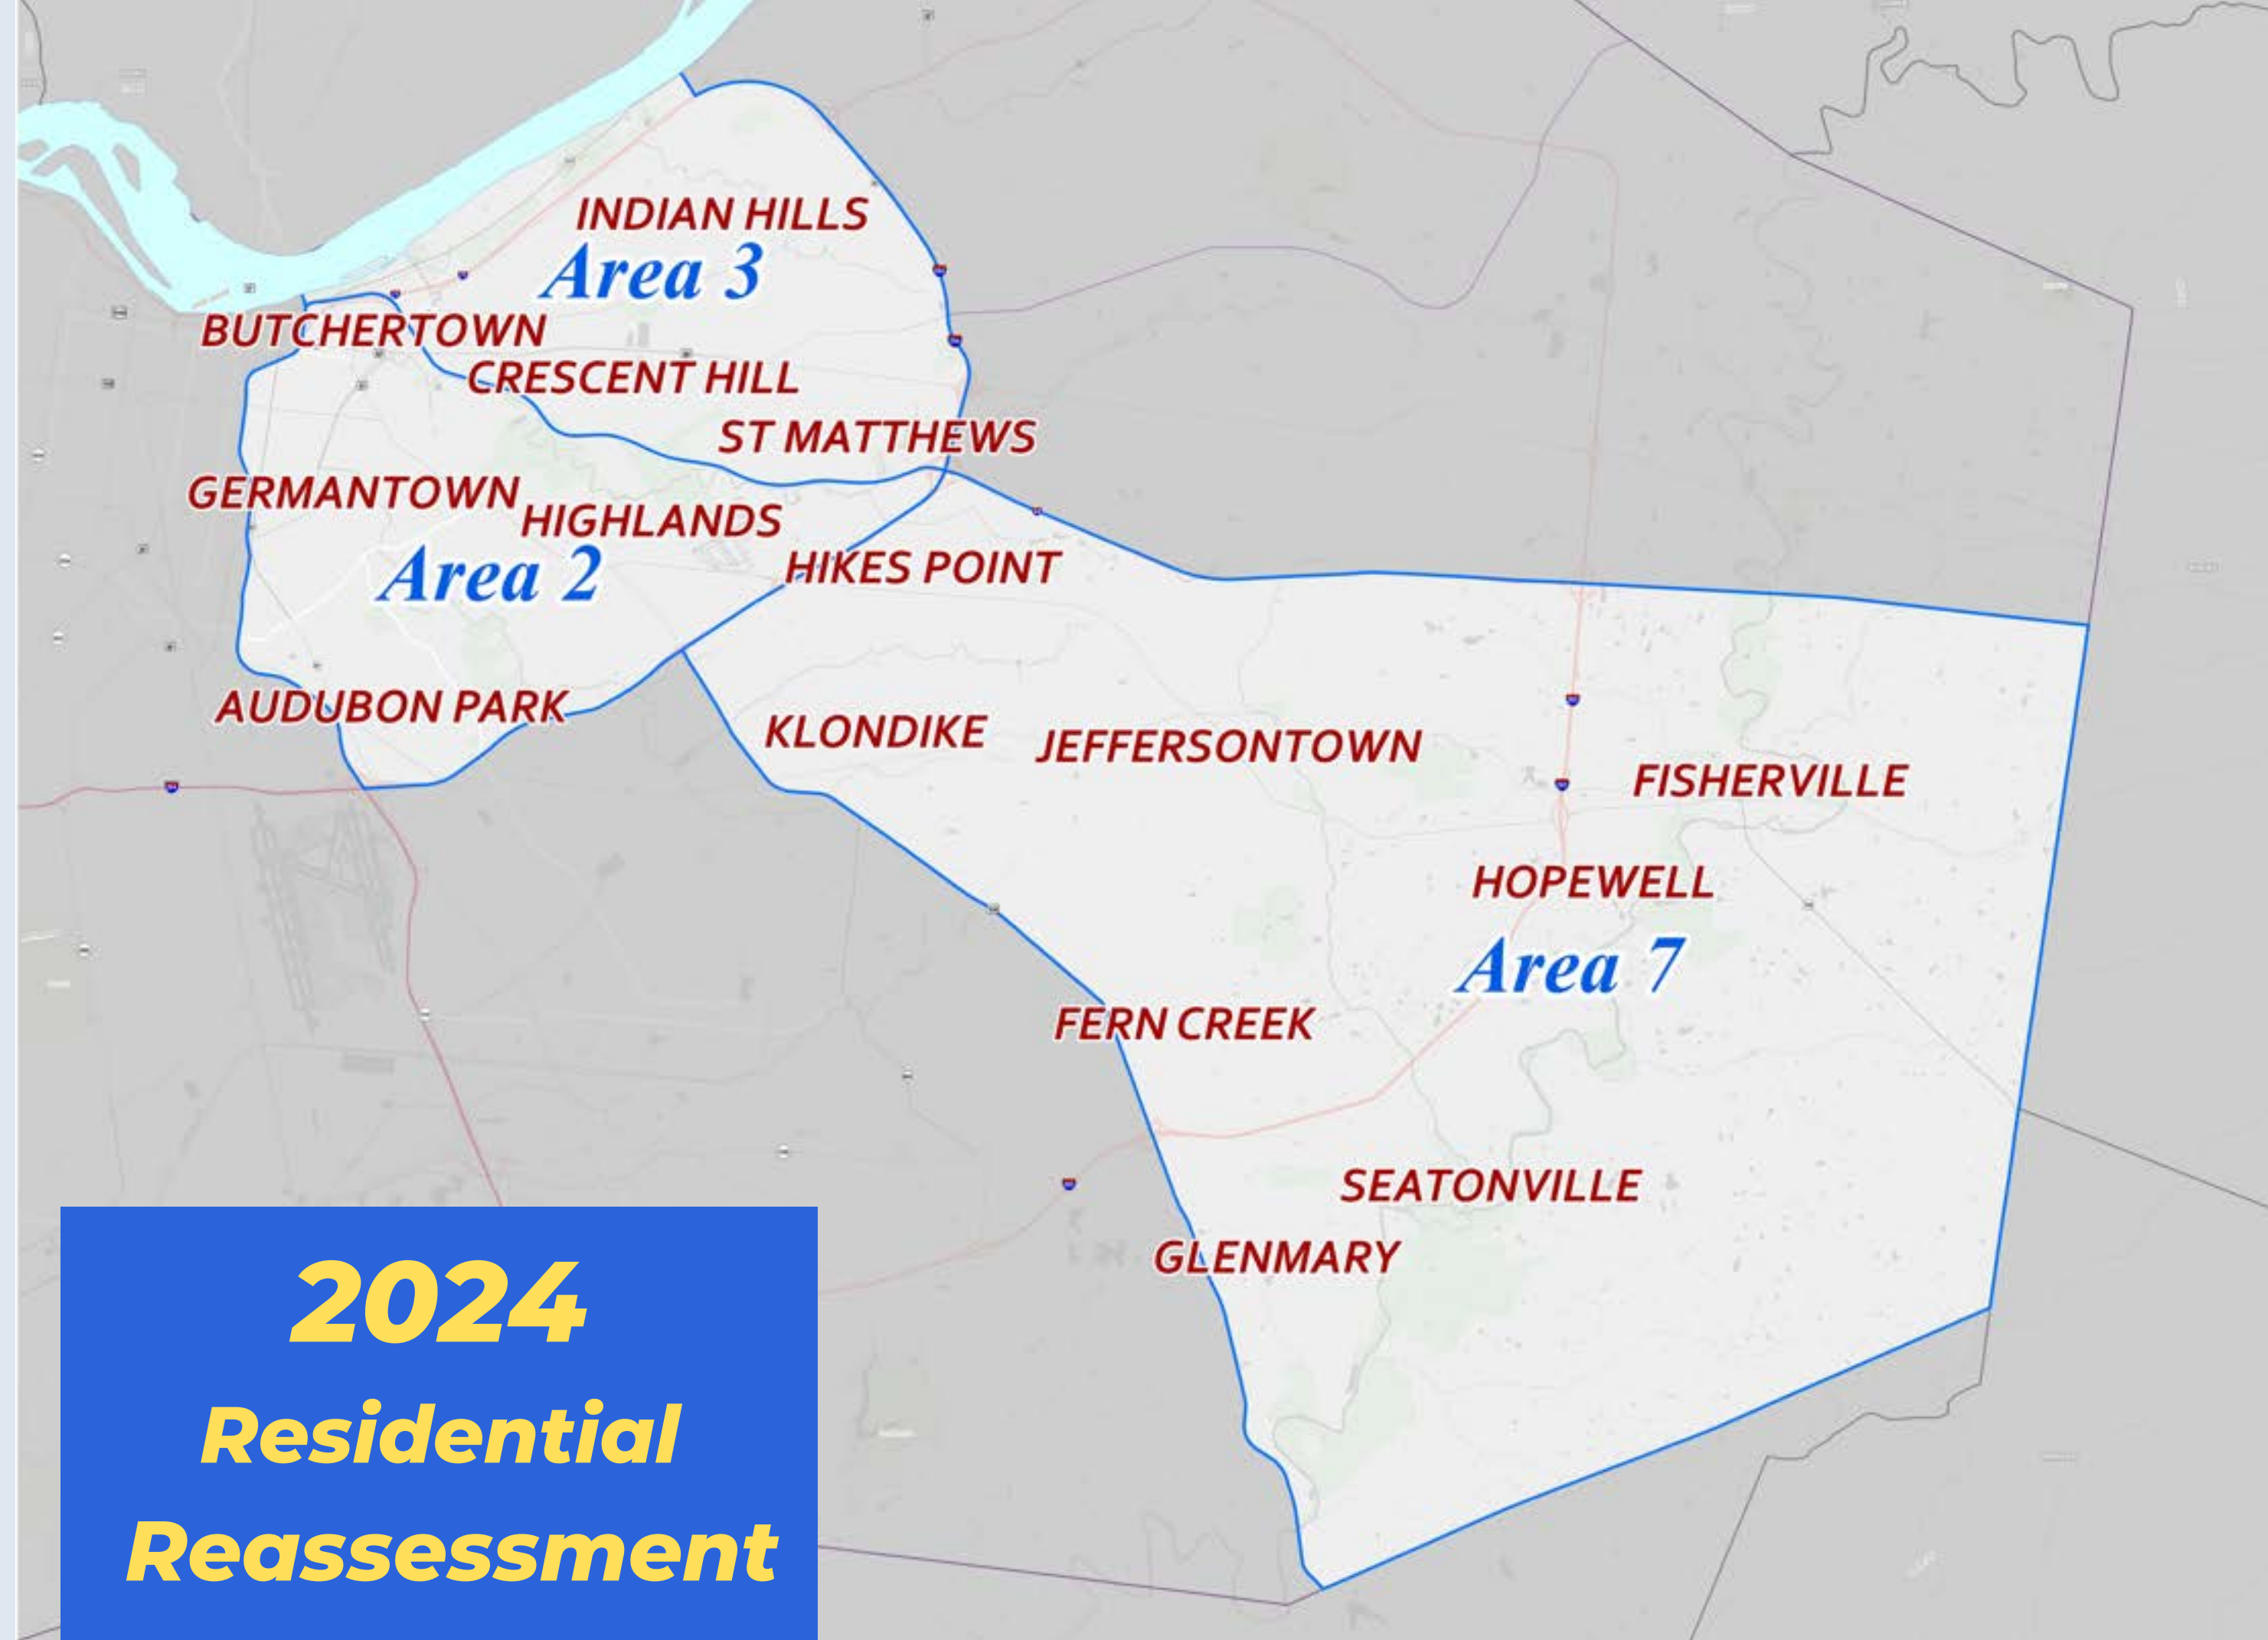 INDIAN HILLS
Area 3
BUTCHERTOWN
CRESCENT HILL
ST MATTHEWS
GERMANTOWN
HIGHLANDS
HIKES POINT
Area 2
AUDUBON PARK
KLONDIKE
JEFFERSONTOWN
FISHERVILLE
HOPEWELL
Area 7
FERN CREEK
SEATONVILLE
GLENMARY
2024
Residential
Reassessment